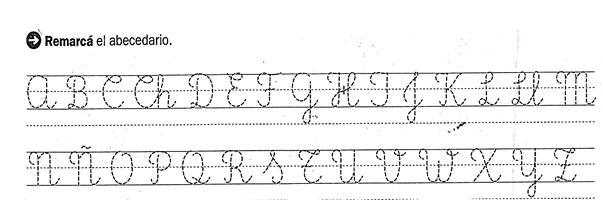 Remarcá el abecedario.
A B C Ch D E F G H I J K L Ll M
N Ñ O P Q R S T U V W X Y Z